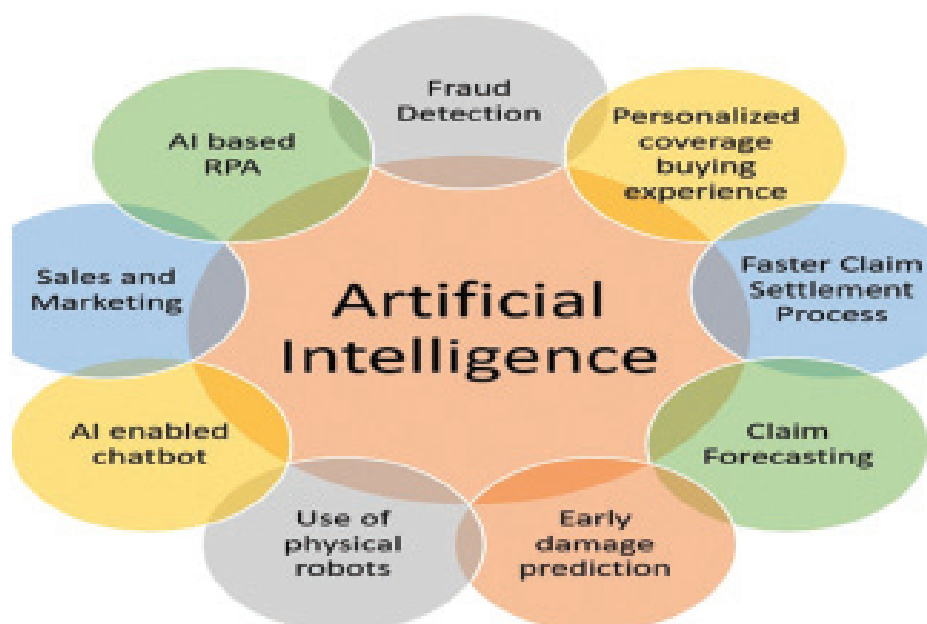 Fraud
Detection
Personalized
coverage
buying
experience
Faster Claim
Settlement
Process
Claim
Forecasting
Early
damage
prediction
Use of
physical
robots
AI enabled
chatbot
Sales and
Marketing
AI based
RPA
Artificial
Intelligence